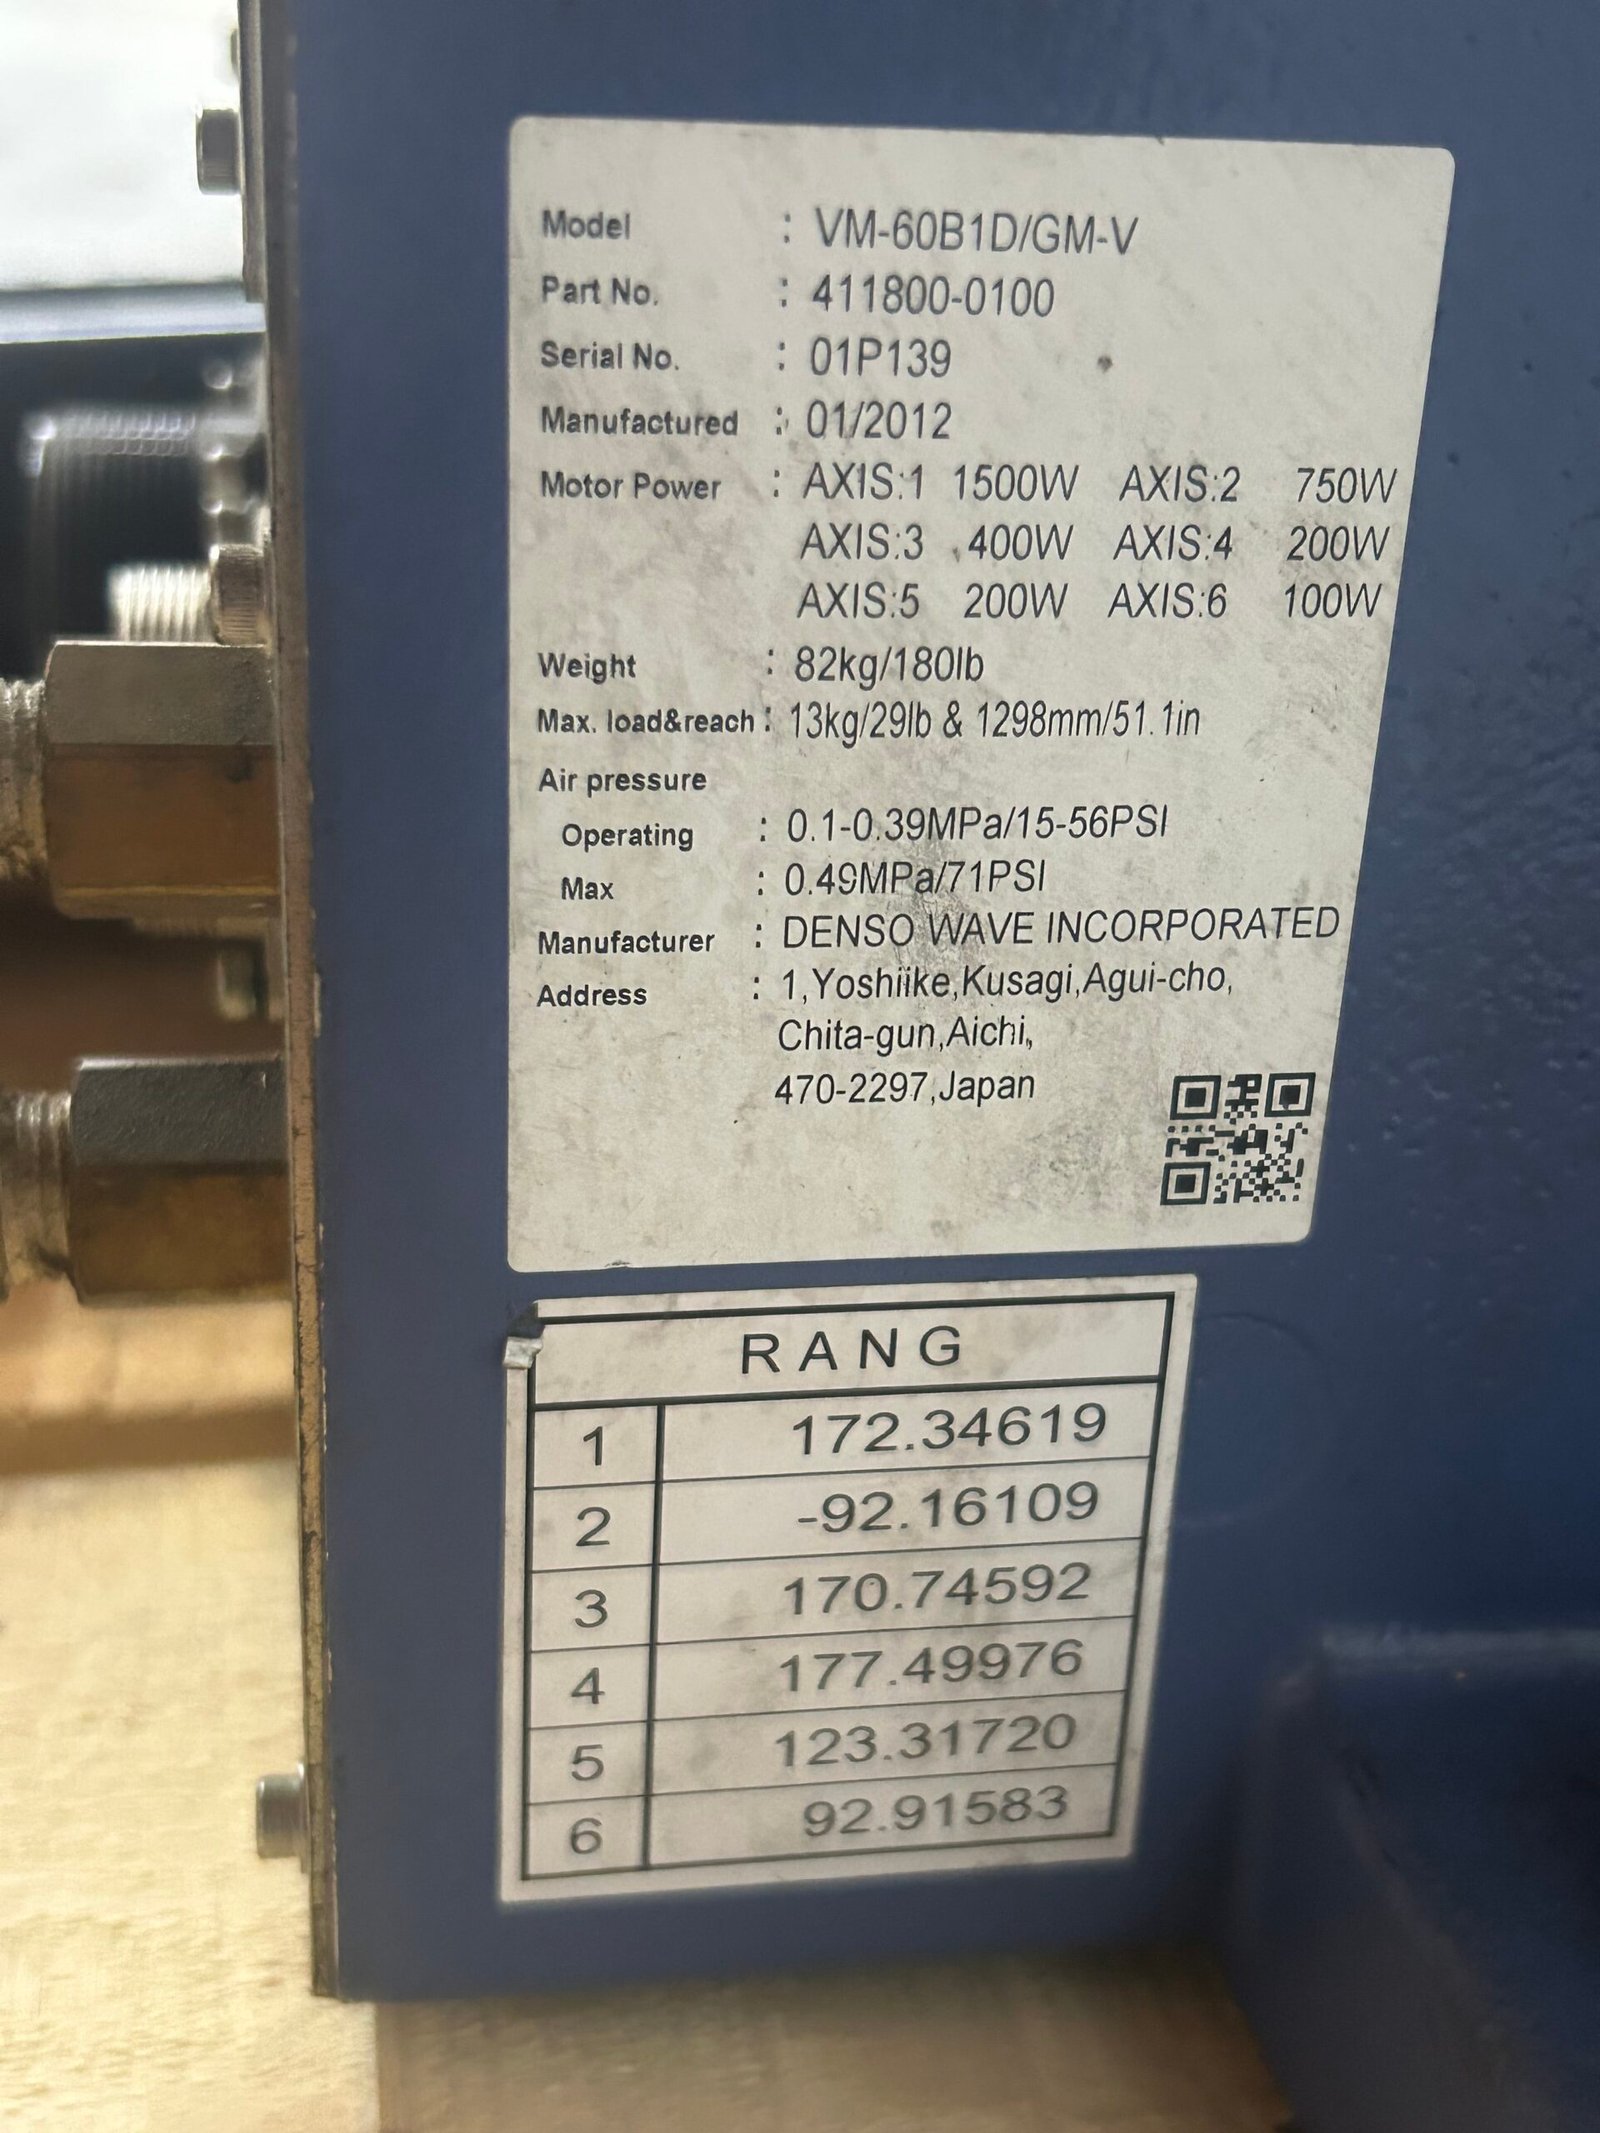 Model : VM-60B1D/GM-V
Part No. : 411800-0100
Serial No. : 01P139
Manufactured : 01/2012
Motor Power : AXIS:1 1500W AXIS:2 750W
AXIS:3 400W AXIS:4 200W
AXIS:5 200W AXIS:6 100W
Weight : 82kg/180lb
Max. load&reach : 13kg/29lb & 1298mm/51.1in
Air pressure
Operating : 0.1-0.39MPa/15-56PSI
Max : 0.49MPa/71PSI
Manufacturer : DENSO WAVE INCORPORATED
Address : 1,Yoshiike,Kusagi,Agui-cho,
Chita-gun,Aichi,
470-2297,Japan
RANG
1 172.34619
2 -92.16109
3 170.74592
4 177.49976
5 123.31720
6 92.91583